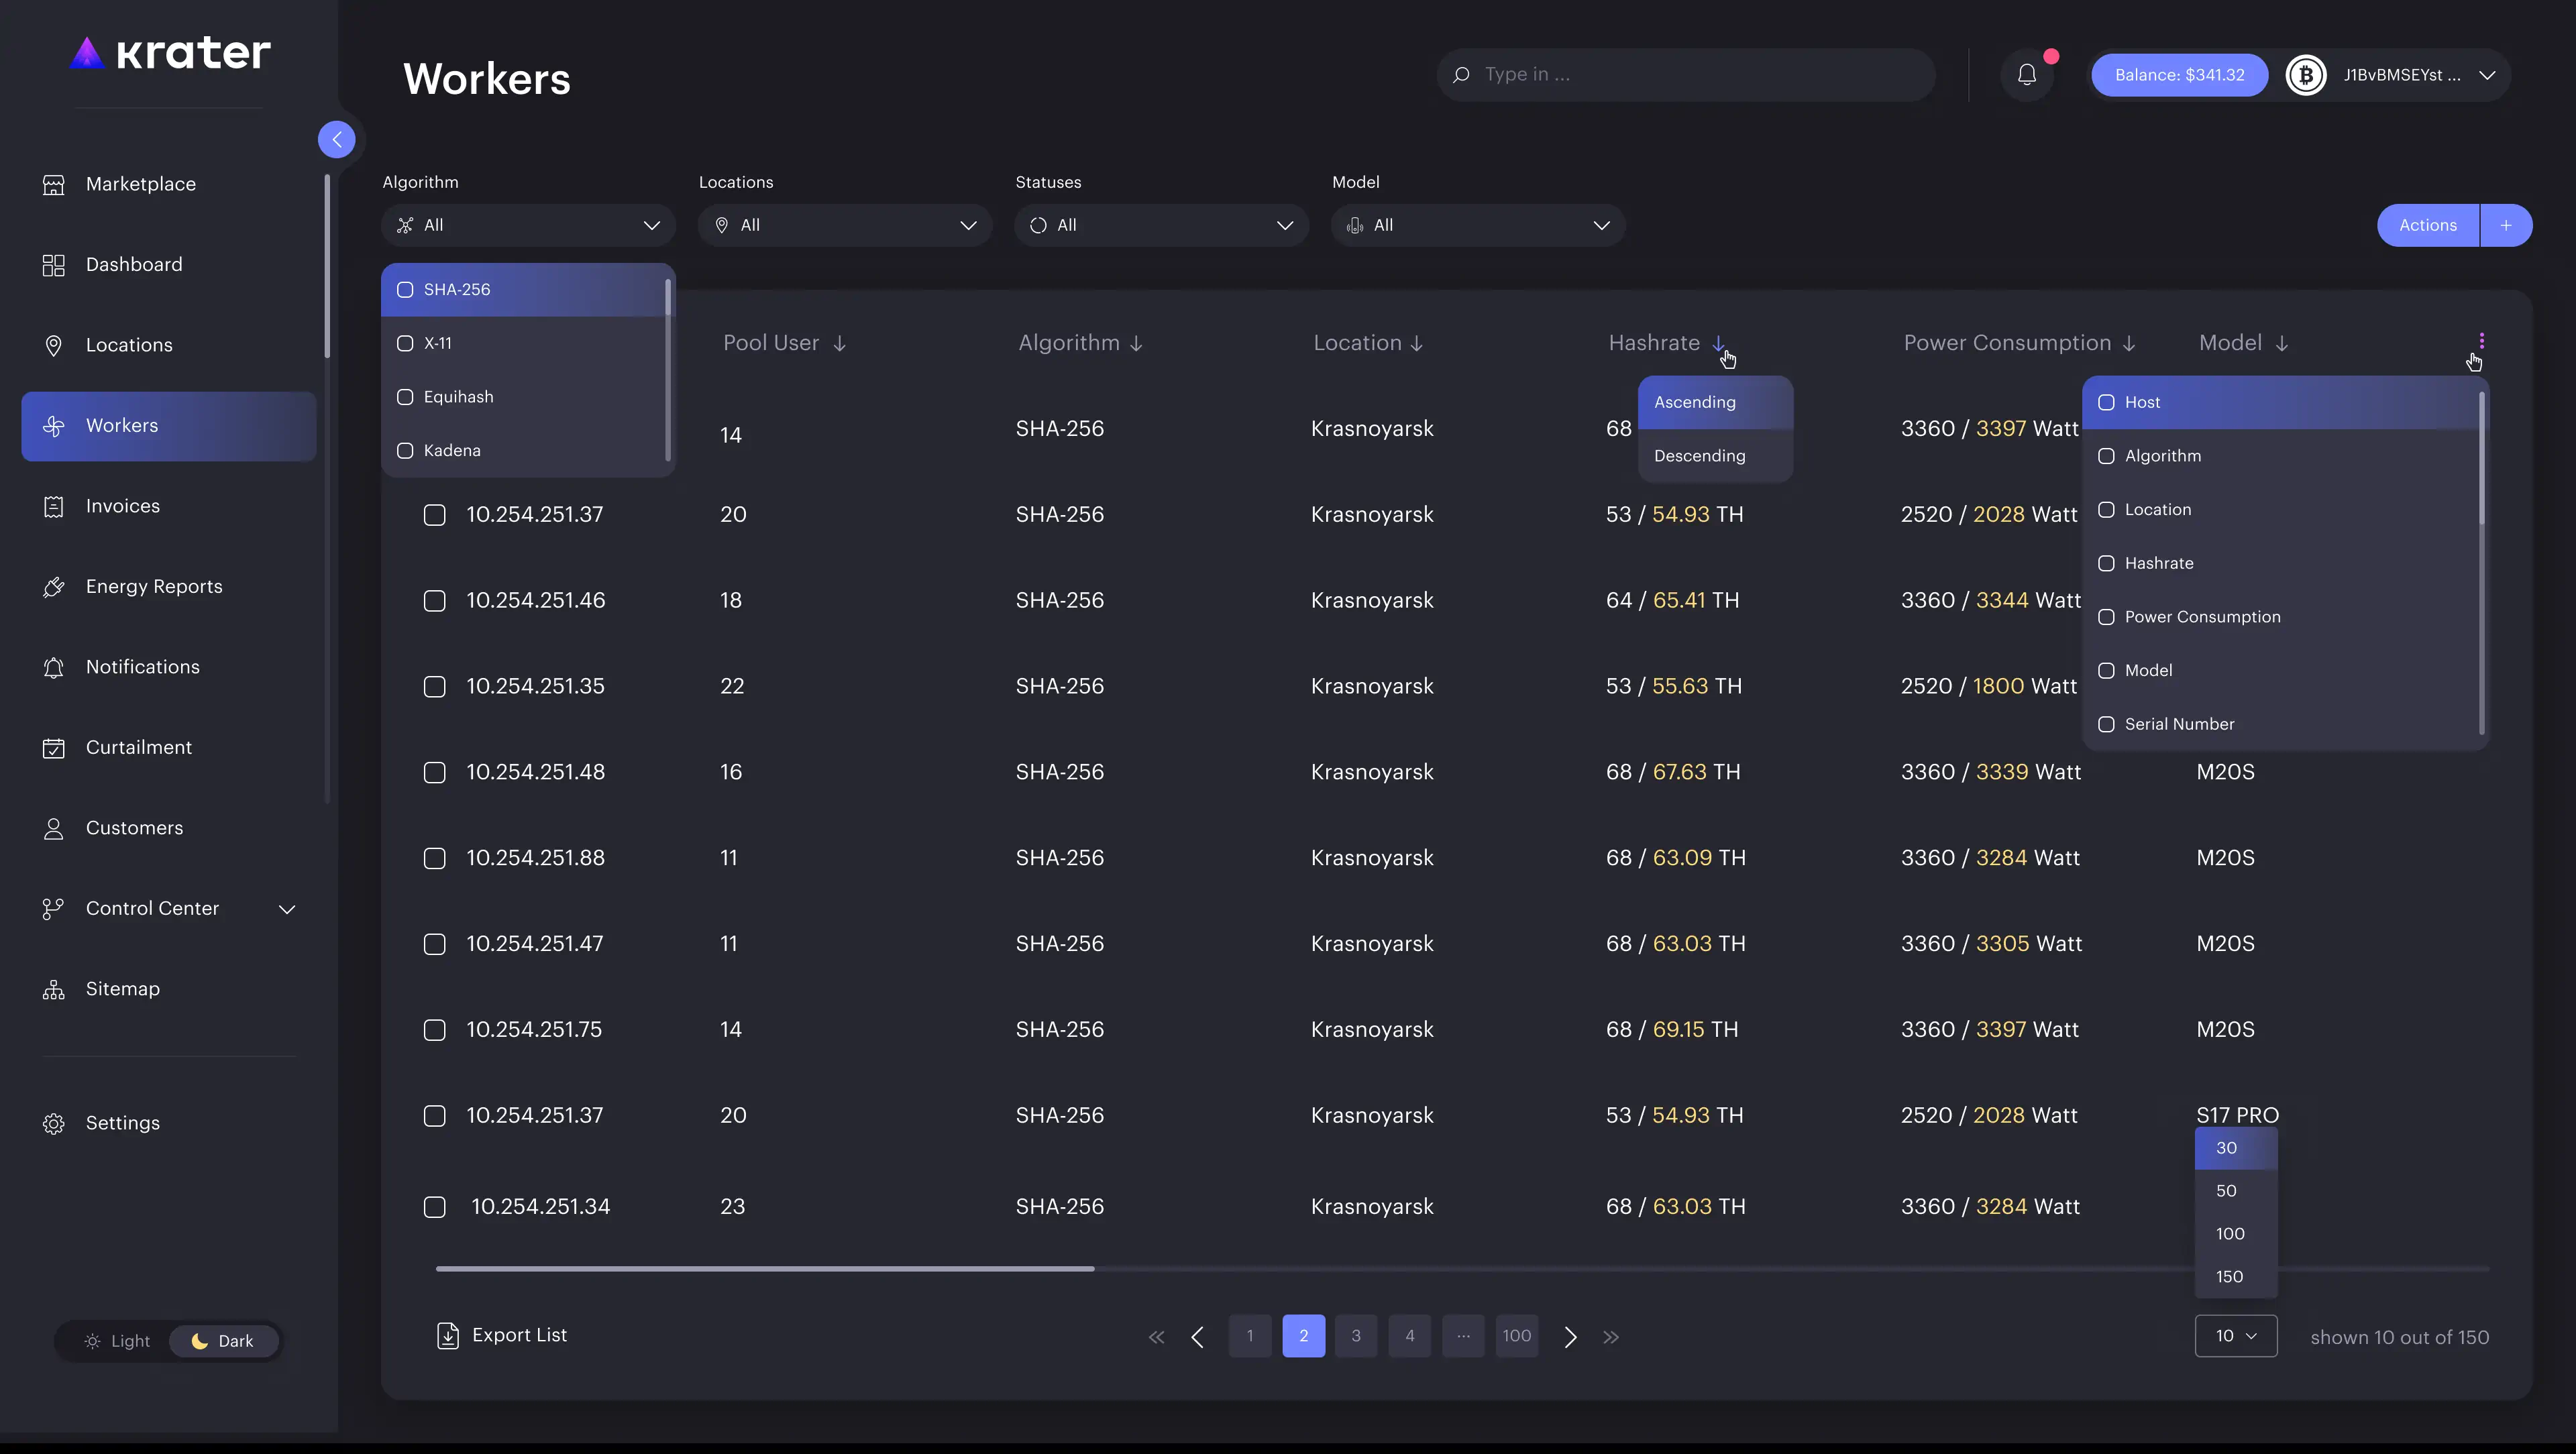 krater
Workers
Type in ...
Balance: $341.32
J1BvBMSEYst ...
Marketplace
Dashboard
Locations
Workers
Invoices
Energy Reports
Notifications
Curtailment
Customers
Control Center
Sitemap
Settings
Light Dark
Algorithm Locations Statuses Model
All All All All
Actions +
SHA-256
X-11
Equihash
Kadena
Pool User Algorithm Location Hashrate Power Consumption Model
Ascending
Descending
Host
Algorithm
Location
Hashrate
Power Consumption
Model
Serial Number
14 SHA-256 Krasnoyarsk 68 3360 / 3397 Watt
10.254.251.37 20 SHA-256 Krasnoyarsk 53 / 54.93 TH 2520 / 2028 Watt
10.254.251.46 18 SHA-256 Krasnoyarsk 64 / 65.41 TH 3360 / 3344 Watt
10.254.251.35 22 SHA-256 Krasnoyarsk 53 / 55.63 TH 2520 / 1800 Watt
10.254.251.48 16 SHA-256 Krasnoyarsk 68 / 67.63 TH 3360 / 3339 Watt M20S
10.254.251.88 11 SHA-256 Krasnoyarsk 68 / 63.09 TH 3360 / 3284 Watt M20S
10.254.251.47 11 SHA-256 Krasnoyarsk 68 / 63.03 TH 3360 / 3305 Watt M20S
10.254.251.75 14 SHA-256 Krasnoyarsk 68 / 69.15 TH 3360 / 3397 Watt M20S
10.254.251.37 20 SHA-256 Krasnoyarsk 53 / 54.93 TH 2520 / 2028 Watt S17 PRO
10.254.251.34 23 SHA-256 Krasnoyarsk 68 / 63.03 TH 3360 / 3284 Watt
30
50
100
150
Export List
1 2 3 4 ... 100
10
shown 10 out of 150